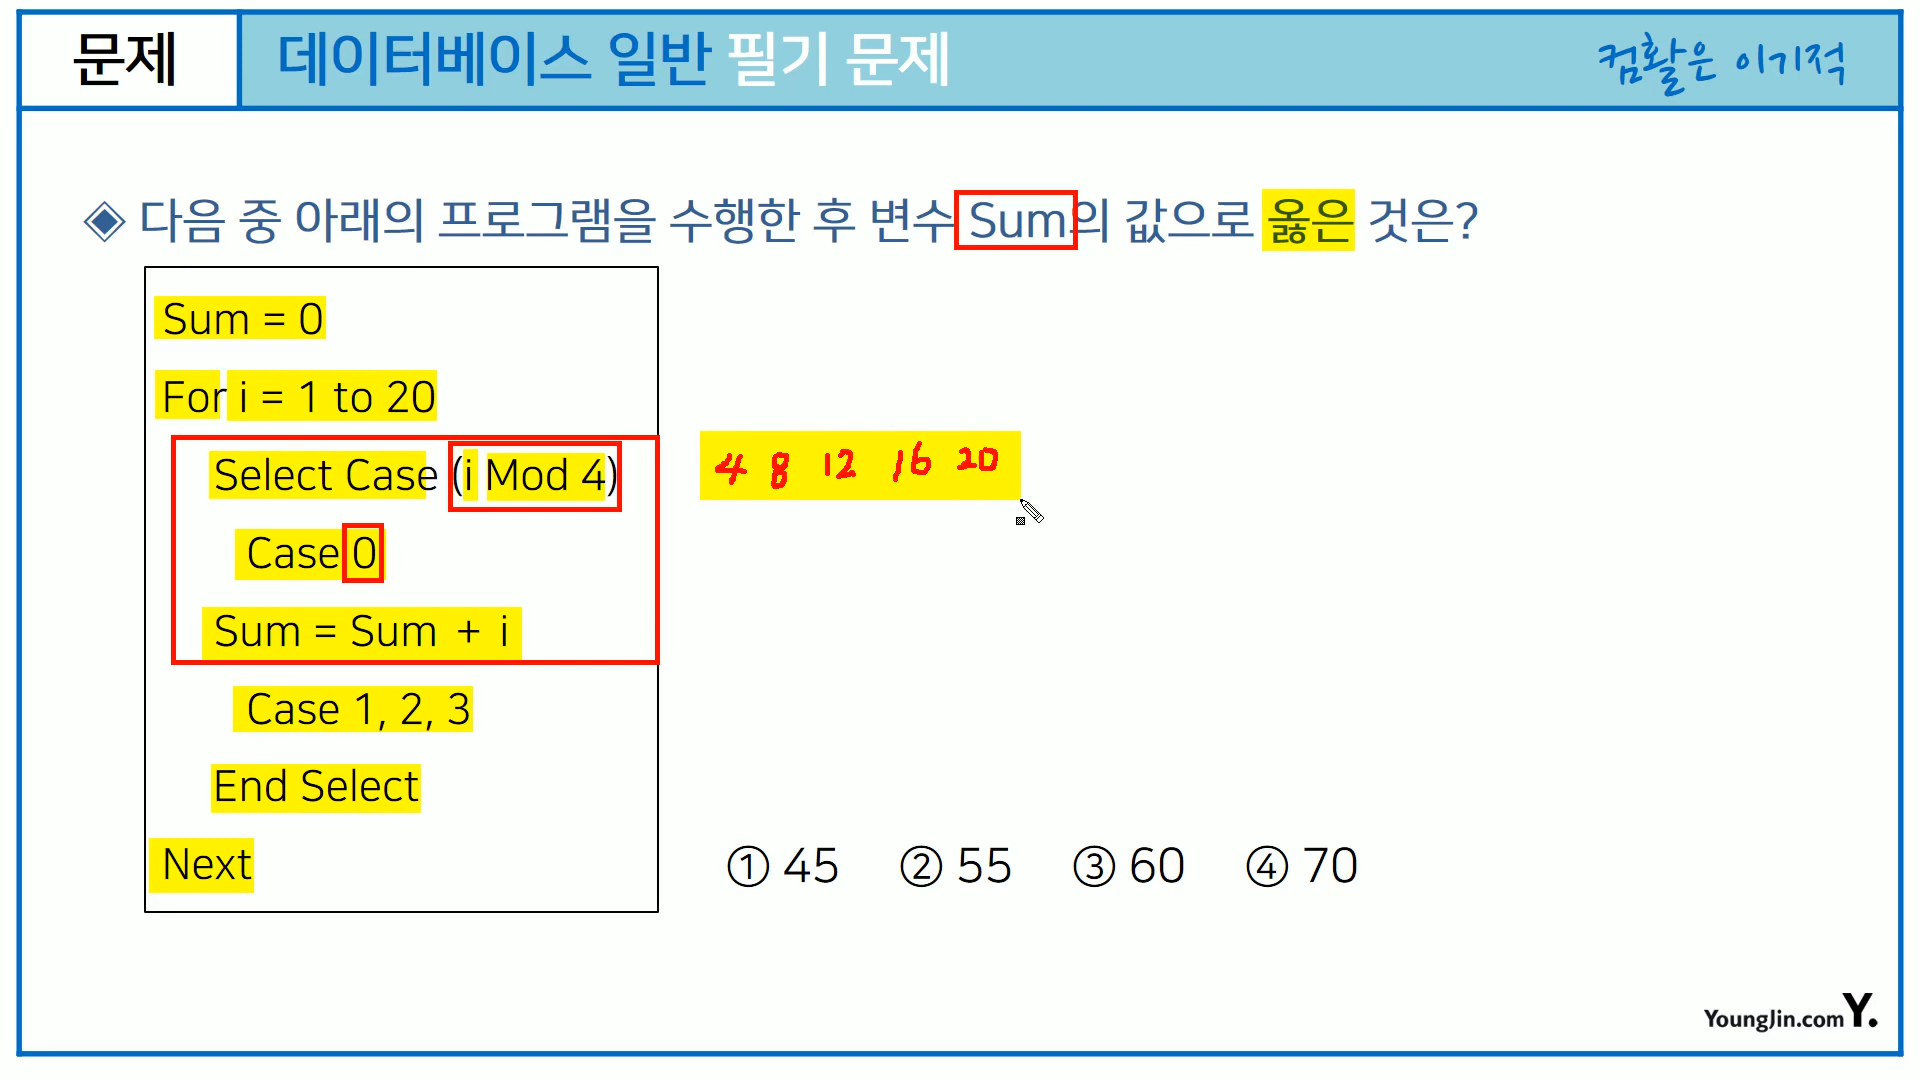 문제
데이터베이스 일반 필기 문제
컴활은 이기적
◈ 다음 중 아래의 프로그램을 수행한 후 변수 Sum의 값으로 옳은 것은?
Sum = 0
For i = 1 to 20
Select Case (i Mod 4)
4 8 12 16 20
Case 0
Sum = Sum + i
Case 1, 2, 3
End Select
Next
① 45 ② 55 ③ 60 ④ 70
YoungJin.com Y.